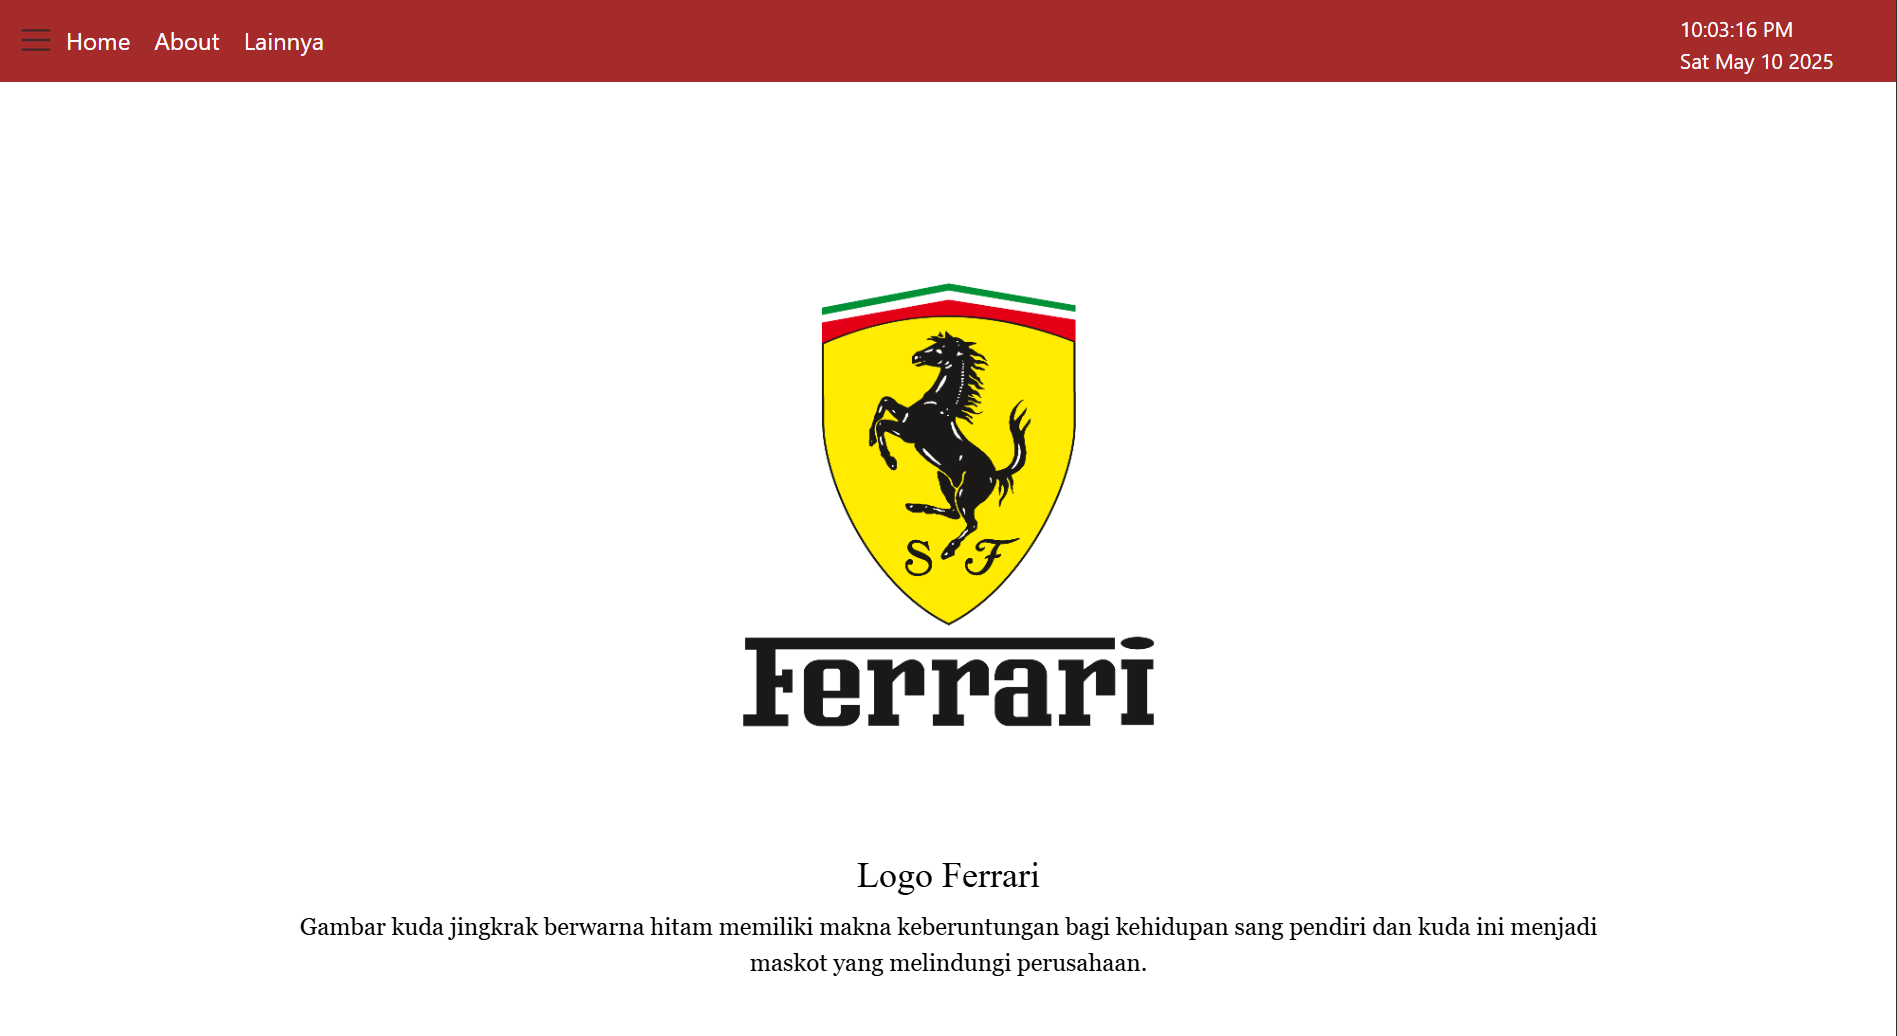 Home About Lainnya
10:03:16 PM
Sat May 10 2025
S F
Ferrari
Logo Ferrari
Gambar kuda jingkrak berwarna hitam memiliki makna keberuntungan bagi kehidupan sang pendiri dan kuda ini menjadi
maskot yang melindungi perusahaan.